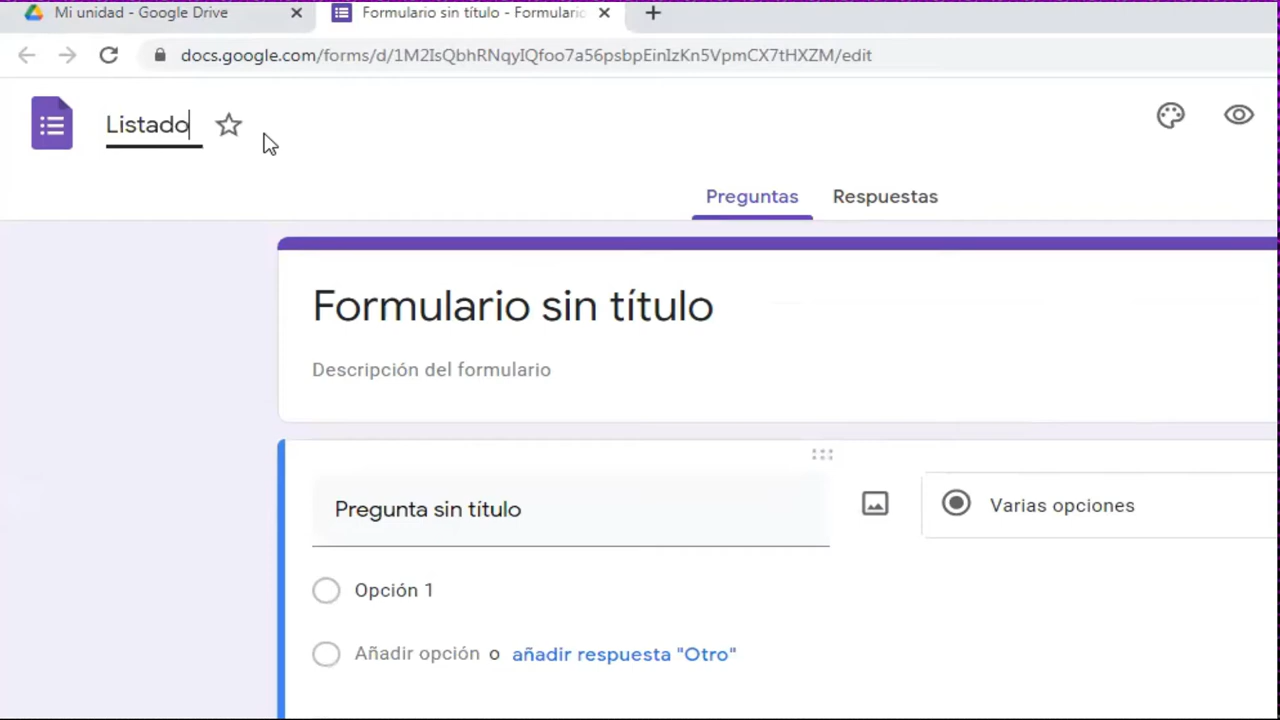 Mi unidad - Google Drive
Formulario sin título - Formulario
docs.google.com/forms/d/1M2IsQbhRNqyIQfoo7a56psbpEinIzKn5VpmCX7tHXZM/edit
Listado
Preguntas
Respuestas
Formulario sin título
Descripción del formulario
Pregunta sin título
Varias opciones
Opción 1
Añadir opción o añadir respuesta "Otro"